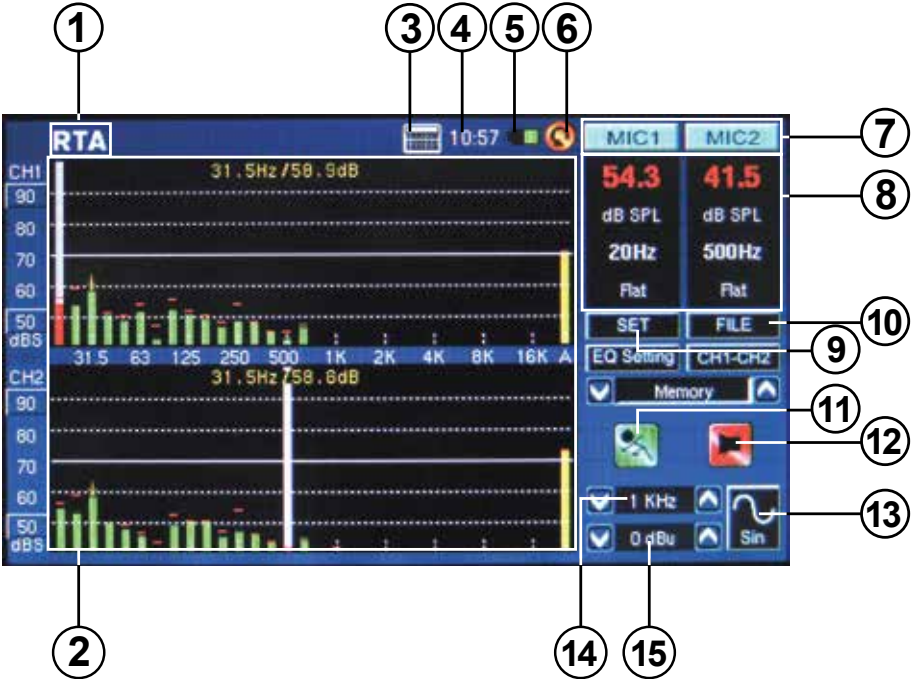 1
3
4
5
6
RTA
10:57
MIC1
MIC2
7
CH1
31.5Hz/58.9dB
54.3
41.5
8
90
dB SPL
dB SPL
80
20Hz
500Hz
70
Flat
Flat
60
50
SET
FILE
10
dBS
9
31.5 63 125 250 500 1K 2K 4K 8K 16K A
EQ Setting
CH1-CH2
CH2
31.5Hz/58.8dB
Memory
11
90
80
12
70
60
1 KHz
13
50
0 dBu
Sin
dBS
2
14
15